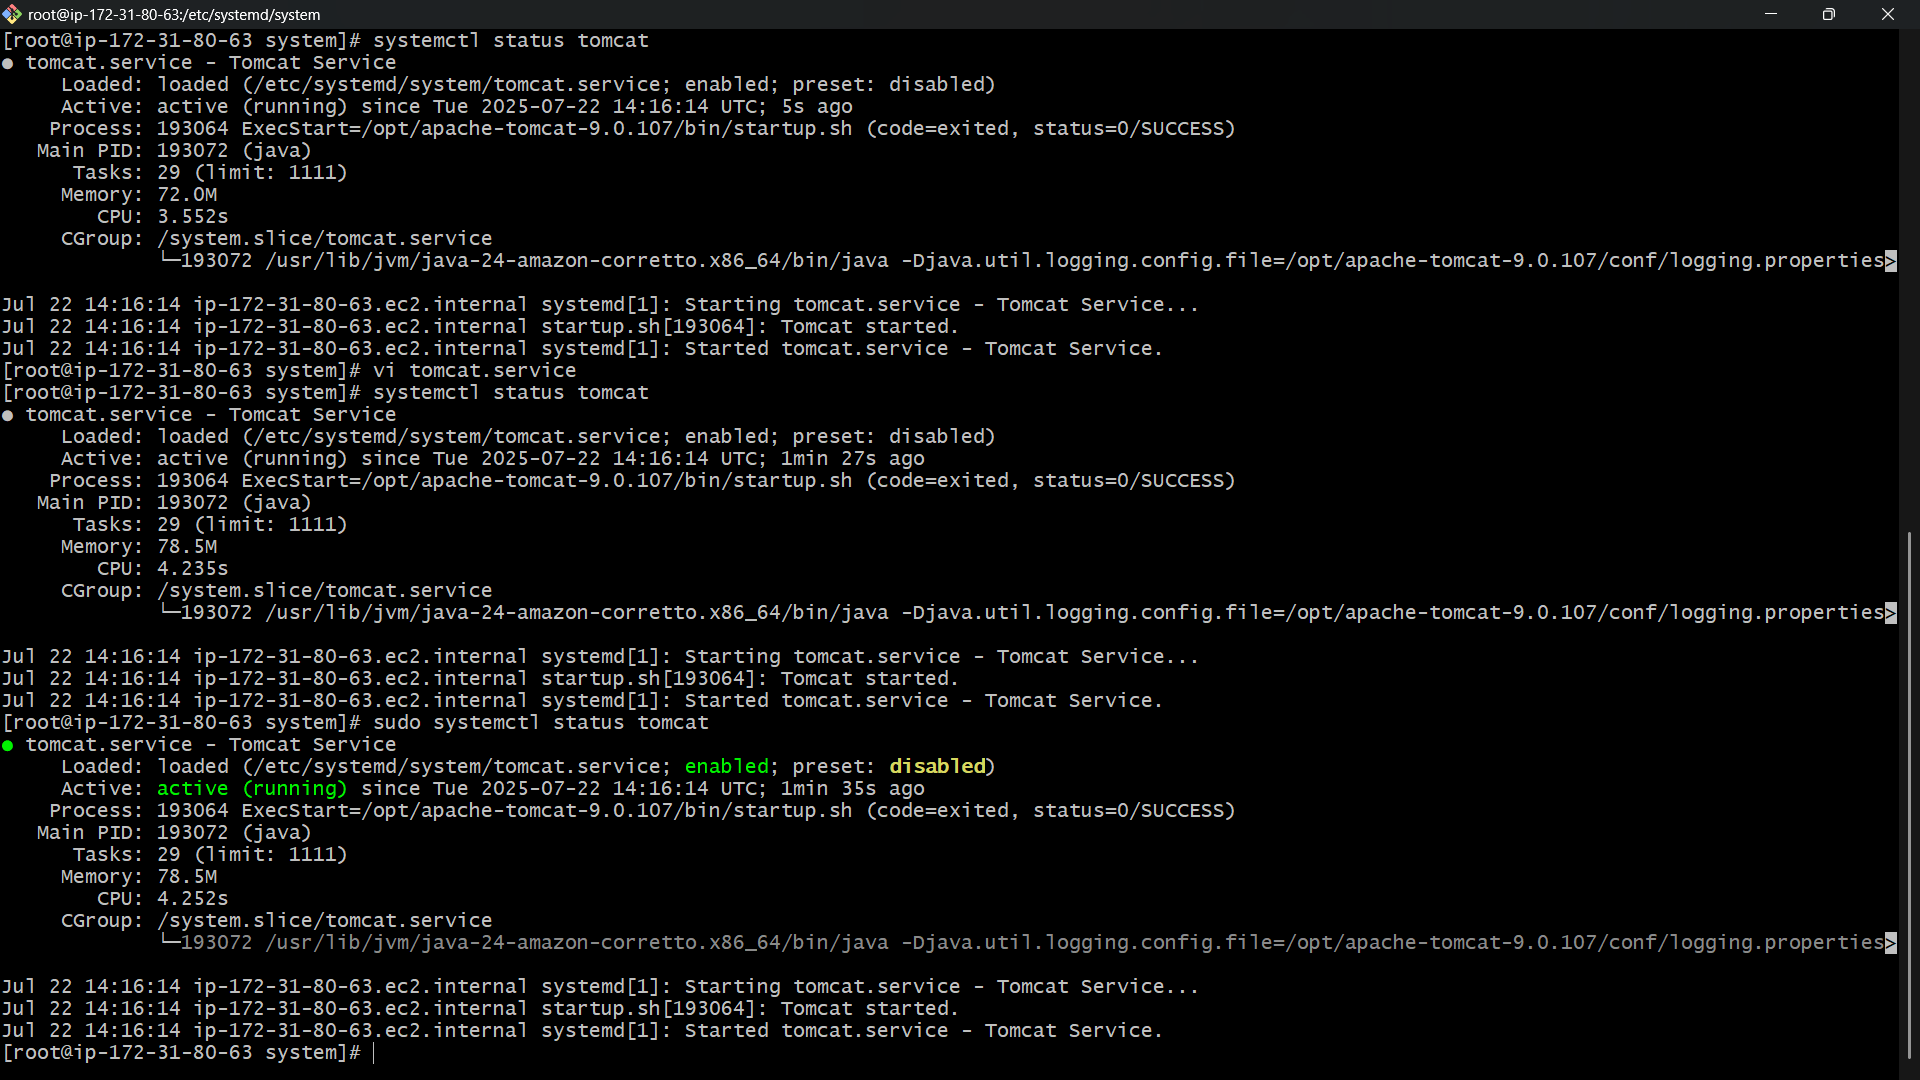 root@ip-172-31-80-63:/etc/systemd/system
[root@ip-172-31-80-63 system]# systemctl status tomcat
● tomcat.service - Tomcat Service
     Loaded: loaded (/etc/systemd/system/tomcat.service; enabled; preset: disabled)
     Active: active (running) since Tue 2025-07-22 14:16:14 UTC; 5s ago
    Process: 193064 ExecStart=/opt/apache-tomcat-9.0.107/bin/startup.sh (code=exited, status=0/SUCCESS)
   Main PID: 193072 (java)
      Tasks: 29 (limit: 1111)
     Memory: 72.0M
        CPU: 3.552s
     CGroup: /system.slice/tomcat.service
             └─193072 /usr/lib/jvm/java-24-amazon-corretto.x86_64/bin/java -Djava.util.logging.config.file=/opt/apache-tomcat-9.0.107/conf/logging.properties>

Jul 22 14:16:14 ip-172-31-80-63.ec2.internal systemd[1]: Starting tomcat.service - Tomcat Service...
Jul 22 14:16:14 ip-172-31-80-63.ec2.internal startup.sh[193064]: Tomcat started.
Jul 22 14:16:14 ip-172-31-80-63.ec2.internal systemd[1]: Started tomcat.service - Tomcat Service.
[root@ip-172-31-80-63 system]# vi tomcat.service
[root@ip-172-31-80-63 system]# systemctl status tomcat
● tomcat.service - Tomcat Service
     Loaded: loaded (/etc/systemd/system/tomcat.service; enabled; preset: disabled)
     Active: active (running) since Tue 2025-07-22 14:16:14 UTC; 1min 27s ago
    Process: 193064 ExecStart=/opt/apache-tomcat-9.0.107/bin/startup.sh (code=exited, status=0/SUCCESS)
   Main PID: 193072 (java)
      Tasks: 29 (limit: 1111)
     Memory: 78.5M
        CPU: 4.235s
     CGroup: /system.slice/tomcat.service
             └─193072 /usr/lib/jvm/java-24-amazon-corretto.x86_64/bin/java -Djava.util.logging.config.file=/opt/apache-tomcat-9.0.107/conf/logging.properties>

Jul 22 14:16:14 ip-172-31-80-63.ec2.internal systemd[1]: Starting tomcat.service - Tomcat Service...
Jul 22 14:16:14 ip-172-31-80-63.ec2.internal startup.sh[193064]: Tomcat started.
Jul 22 14:16:14 ip-172-31-80-63.ec2.internal systemd[1]: Started tomcat.service - Tomcat Service.
[root@ip-172-31-80-63 system]# sudo systemctl status tomcat
● tomcat.service - Tomcat Service
     Loaded: loaded (/etc/systemd/system/tomcat.service; enabled; preset: disabled)
     Active: active (running) since Tue 2025-07-22 14:16:14 UTC; 1min 35s ago
    Process: 193064 ExecStart=/opt/apache-tomcat-9.0.107/bin/startup.sh (code=exited, status=0/SUCCESS)
   Main PID: 193072 (java)
      Tasks: 29 (limit: 1111)
     Memory: 78.5M
        CPU: 4.252s
     CGroup: /system.slice/tomcat.service
             └─193072 /usr/lib/jvm/java-24-amazon-corretto.x86_64/bin/java -Djava.util.logging.config.file=/opt/apache-tomcat-9.0.107/conf/logging.properties>

Jul 22 14:16:14 ip-172-31-80-63.ec2.internal systemd[1]: Starting tomcat.service - Tomcat Service...
Jul 22 14:16:14 ip-172-31-80-63.ec2.internal startup.sh[193064]: Tomcat started.
Jul 22 14:16:14 ip-172-31-80-63.ec2.internal systemd[1]: Started tomcat.service - Tomcat Service.
[root@ip-172-31-80-63 system]#